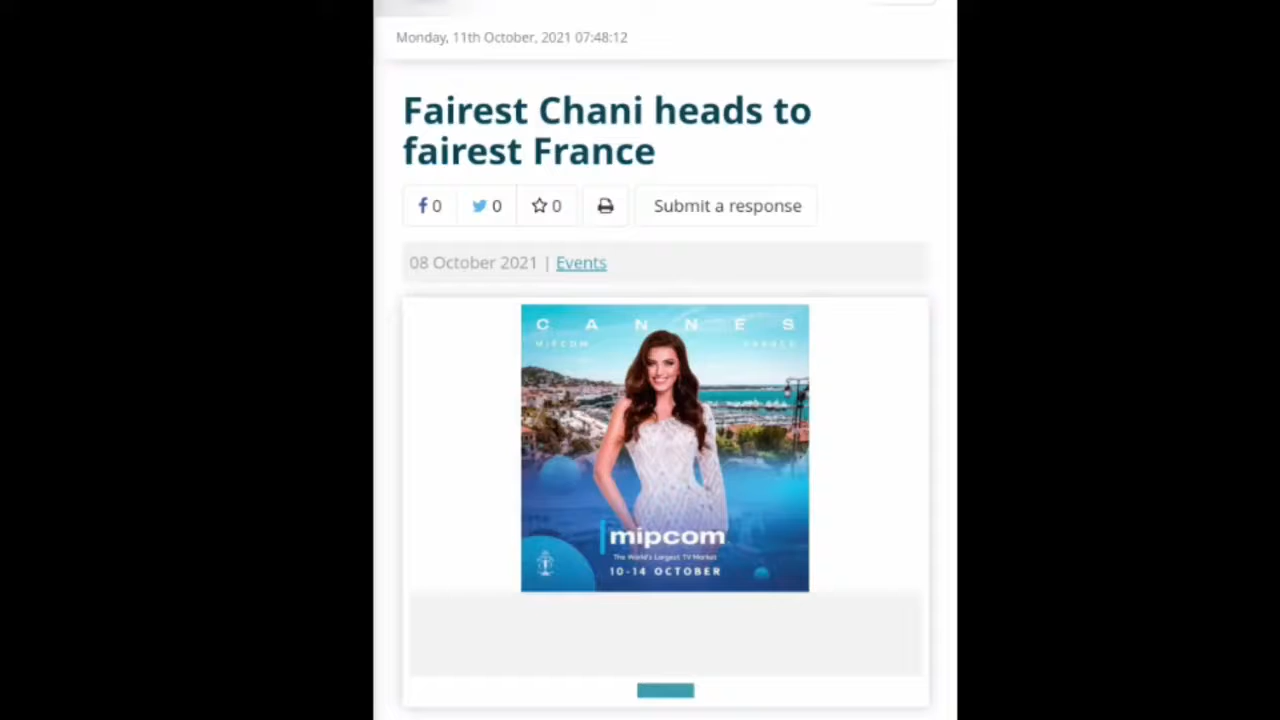 Monday, 11th October, 2021 07:48:12
Fairest Chani heads to
fairest France
0 0 0 Submit a response
08 October 2021 | Events
CANNES
MIPCOM FRANCE
mipcom
The World's Largest TV Market
10-14 OCTOBER